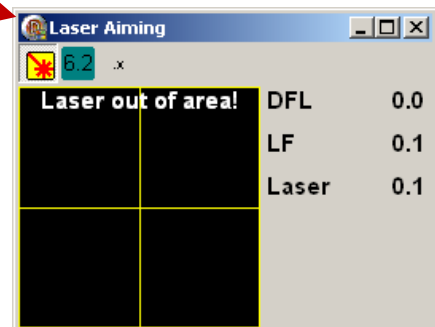 Laser Aiming
6.2 .x
Laser out of area!
DFL 0.0
LF 0.1
Laser 0.1